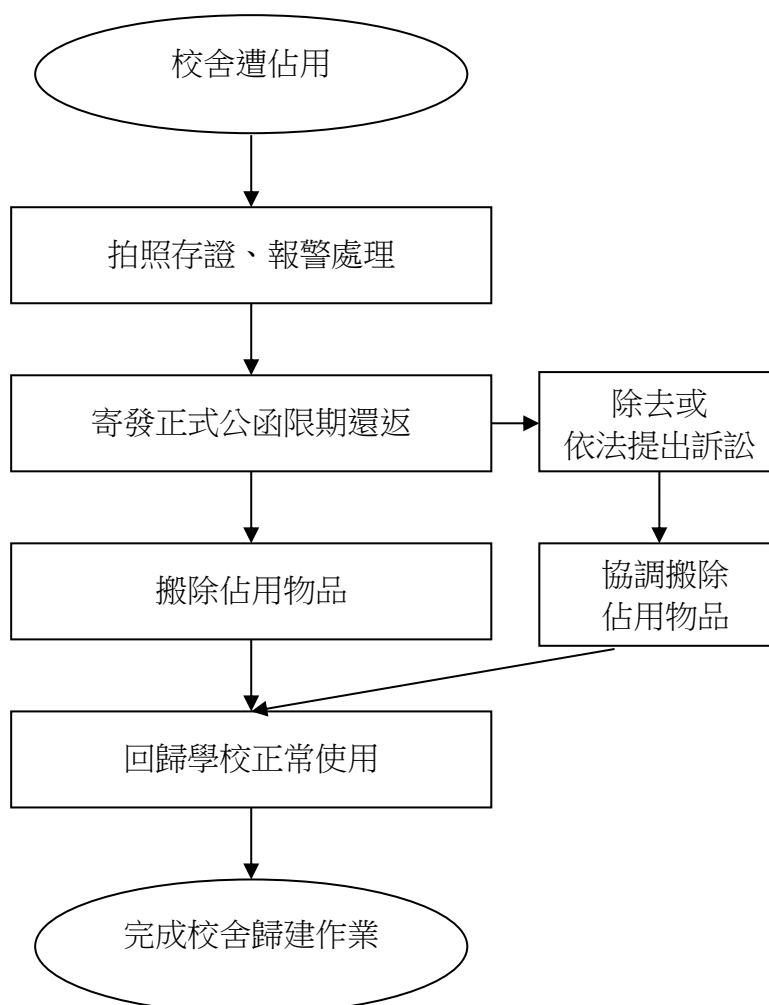 校舍遭佔用
拍照存證、報警處理
寄發正式公函限期還返
除去或
依法提出訴訟
搬除佔用物品
協調搬除
佔用物品
回歸學校正常使用
完成校舍歸建作業